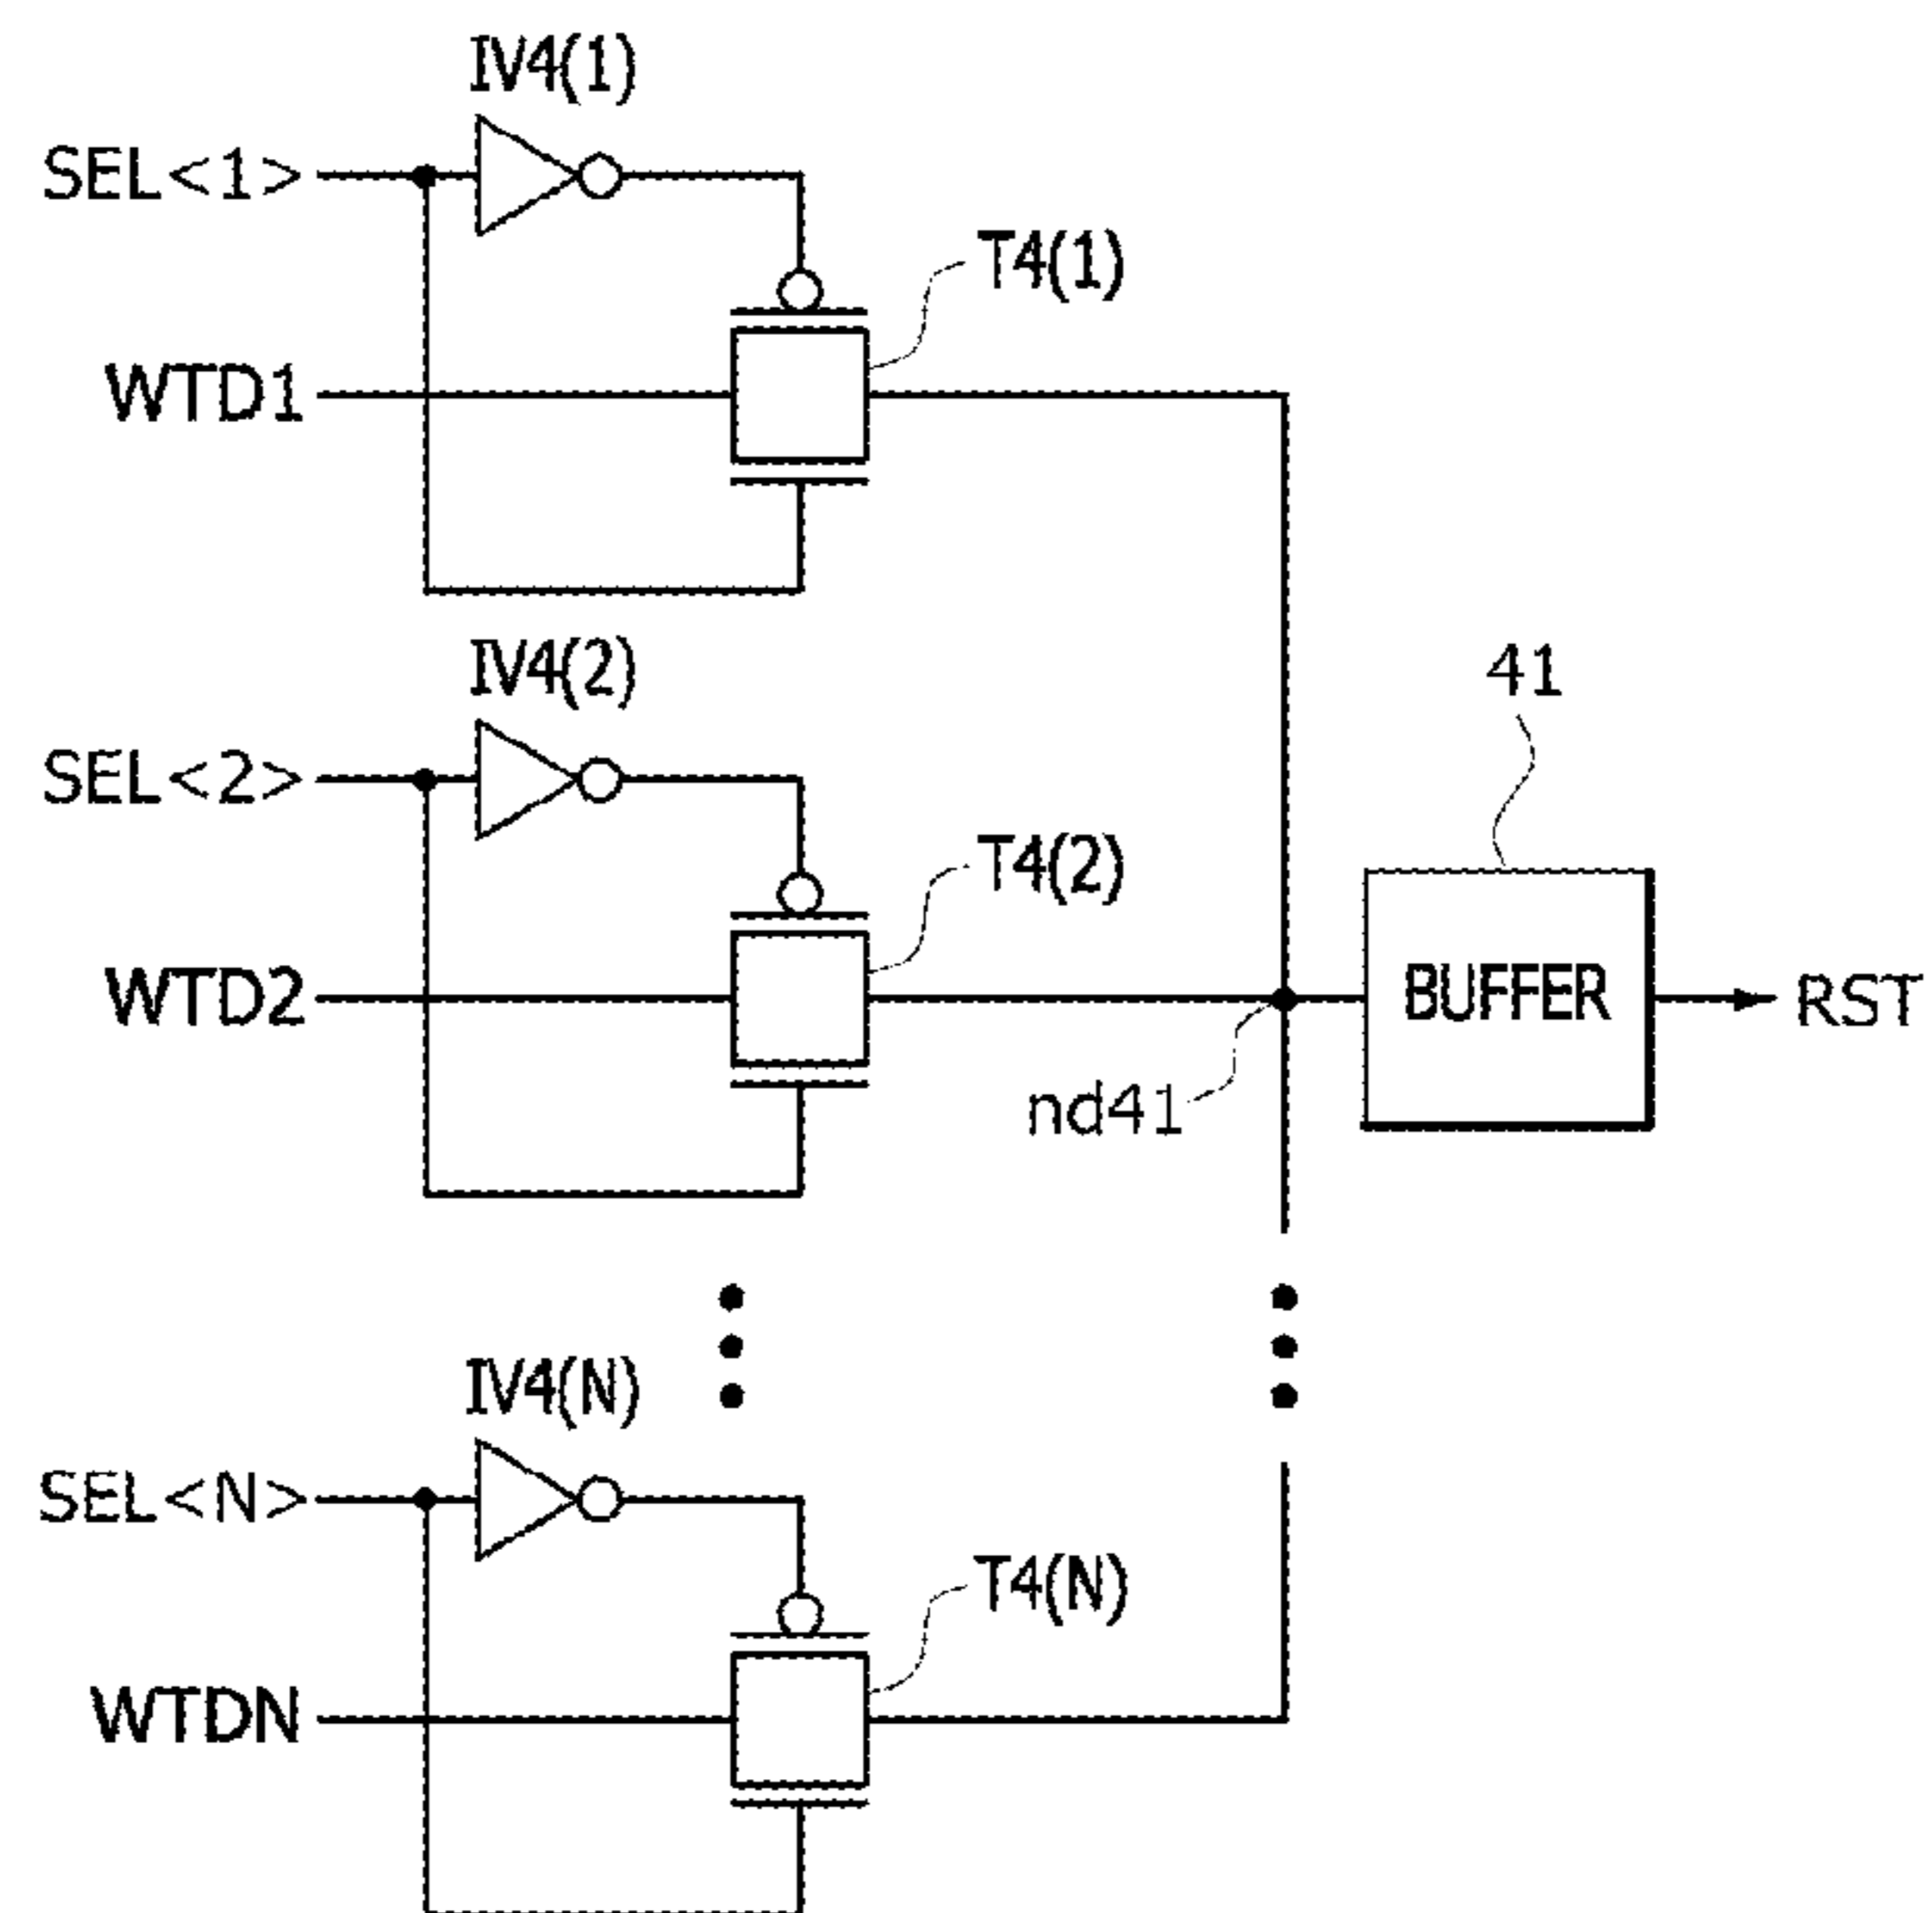 IV4(1)
SEL<1>
T4(1)
WTD1
IV4(2)
41
SEL<2>
T4(2)
WTD2
BUFFER
RST
nd41
IV4(N)
SEL<N>
T4(N)
WTDN